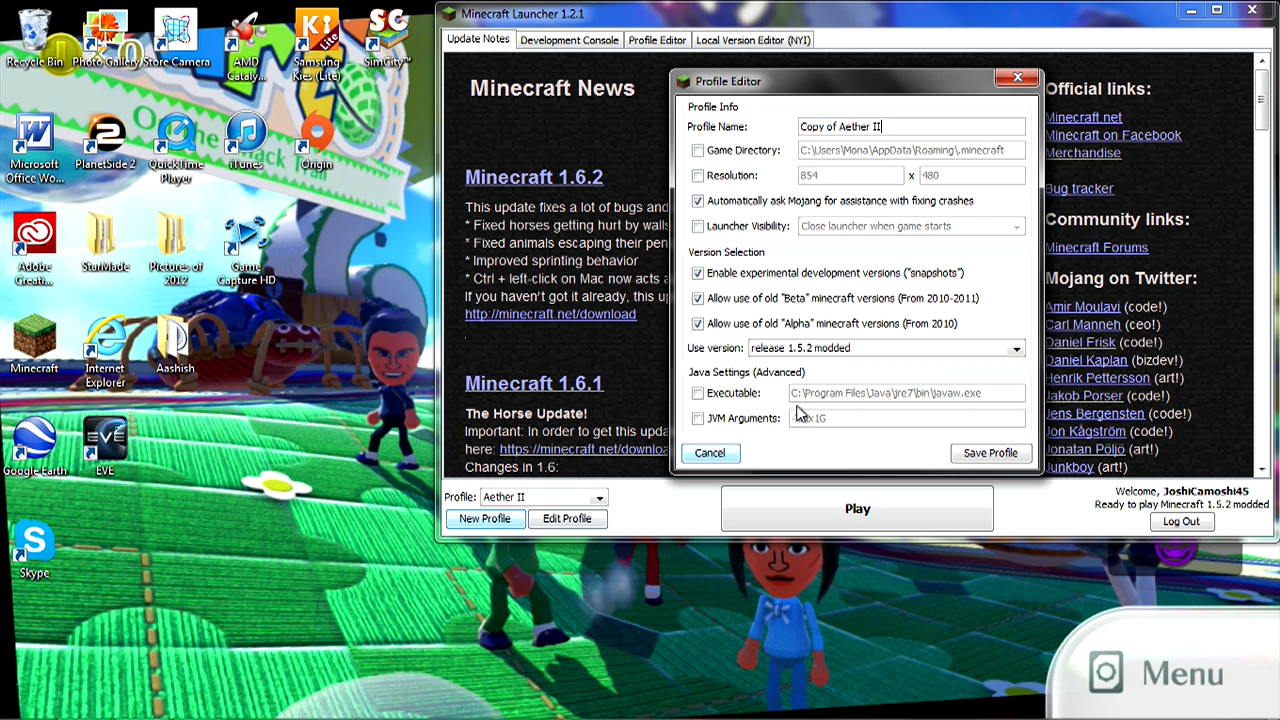 Recycle Bin
Photo Gallery
Store Camera
AMD Cataly...
Ki
Lite
Samsung Kies (Lite)
SC
SimCity™
W
Microsoft Office Wo...
2
PlanetSide 2
QuickTime Player
iTunes
Origin
Adobe Creati...
StarMade
Pictures of 2012
Game Capture HD
Minecraft
Internet Explorer
Aashish
Google Earth
EVE
EVE
S
Skype
Minecraft Launcher 1.2.1
Update Notes
Development Console
Profile Editor
Local Version Editor (NYI)
Minecraft News
Minecraft 1.6.2
This update fixes a lot of bugs and
* Fixed horses getting hurt by walls
* Fixed animals escaping their pen
* Improved sprinting behavior
* Ctrl + left-click on Mac now acts
If you haven't got it already, this up
http://minecraft.net/download
Minecraft 1.6.1
The Horse Update!
Important: In order to get this upda
here: https://minecraft.net/downloa
Changes in 1.6:
Profile Editor
Profile Info
Profile Name:
Copy of Aether II
Game Directory:
C:\Users\Mona\AppData\Roaming\.minecraft
Resolution:
854
x
480
Automatically ask Mojang for assistance with fixing crashes
Launcher Visibility:
Close launcher when game starts
Version Selection
Enable experimental development versions ("snapshots")
Allow use of old "Beta" minecraft versions (From 2010-2011)
Allow use of old "Alpha" minecraft versions (From 2010)
Use version:
release 1.5.2 modded
Java Settings (Advanced)
Executable:
C:\Program Files\Java\jre7\bin\javaw.exe
JVM Arguments:
Cancel
Save Profile
Official links:
Minecraft.net
Minecraft on Facebook
Merchandise
Bug tracker
Community links:
Minecraft Forums
Mojang on Twitter:
Amir Moulavi (code!)
Carl Manneh (ceo!)
Daniel Frisk (code!)
Daniel Kaplan (bizdev!)
Henrik Pettersson (code!)
Jakob Porser (code!)
Jens Bergensten (code!)
Jon Kågström (code!)
Jonatan Pöljö (art!)
Junkboy (art!)
Profile:
Aether II
New Profile
Edit Profile
Play
Welcome, JoshiCamoshi45
Ready to play Minecraft 1.5.2 modded
Log Out
Menu